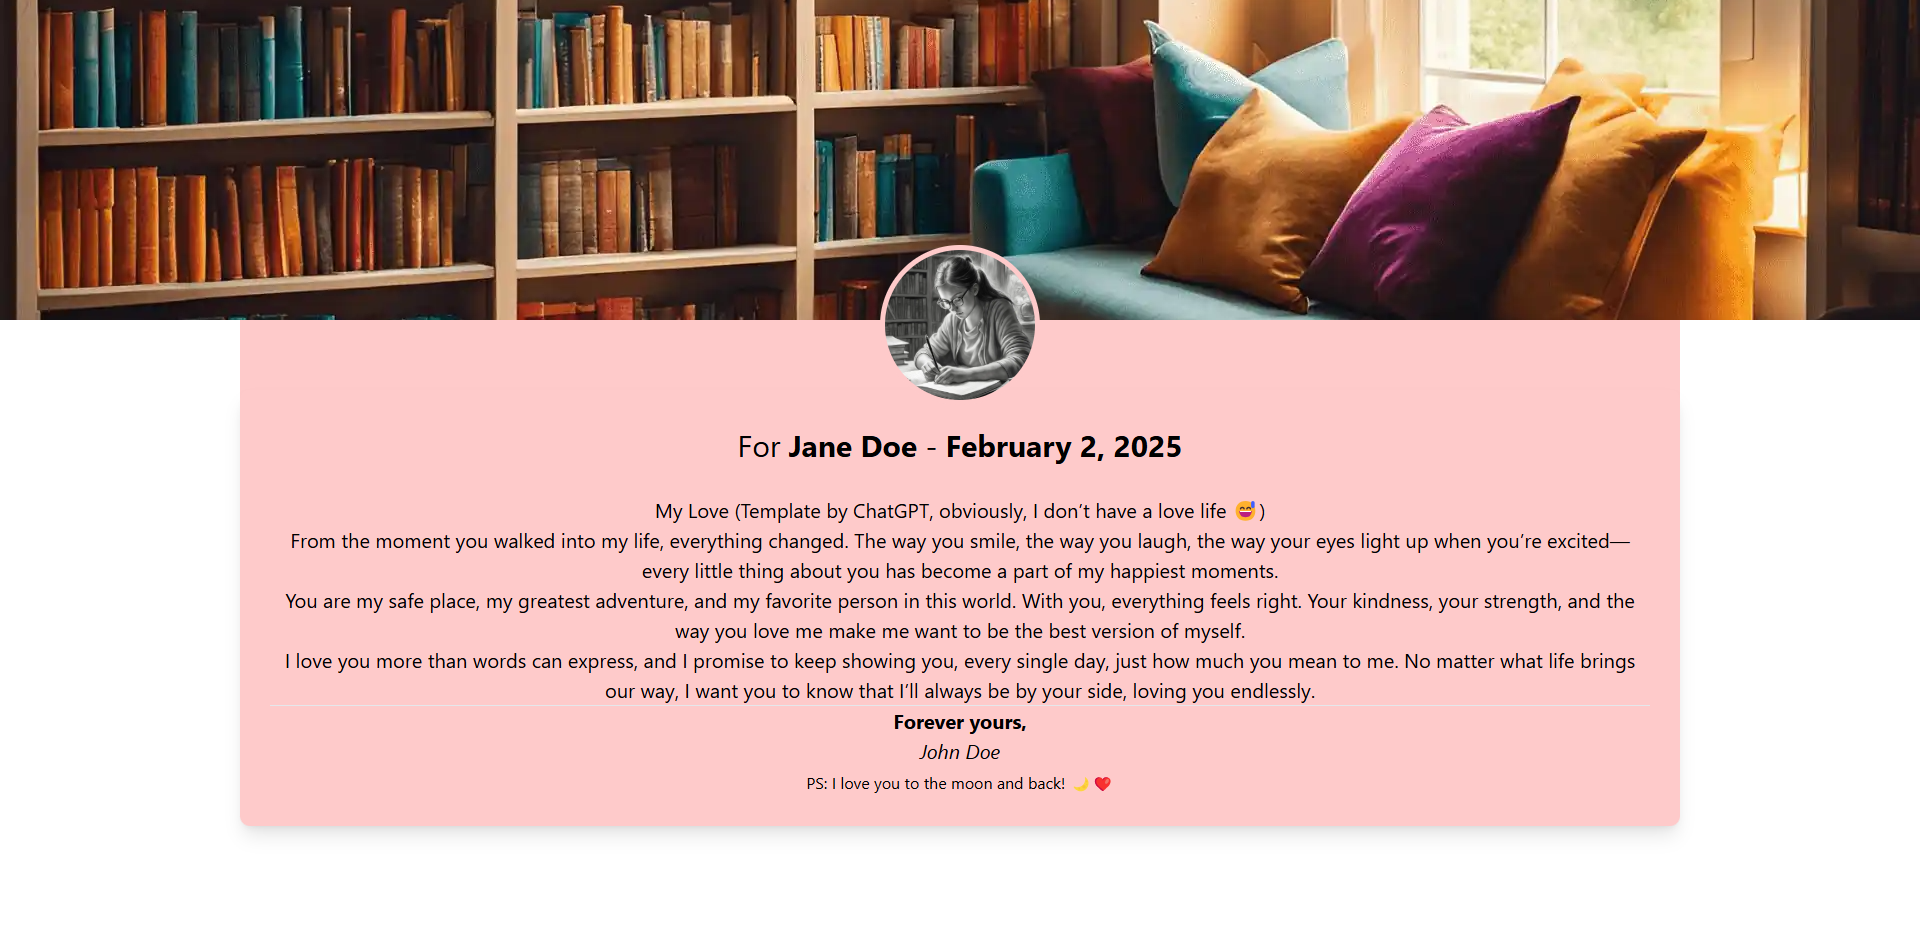 For Jane Doe - February 2, 2025
My Love (Template by ChatGPT, obviously, I don’t have a love life 😅)
From the moment you walked into my life, everything changed. The way you smile, the way you laugh, the way your eyes light up when you’re excited—
every little thing about you has become a part of my happiest moments.
You are my safe place, my greatest adventure, and my favorite person in this world. With you, everything feels right. Your kindness, your strength, and the
way you love me make me want to be the best version of myself.
I love you more than words can express, and I promise to keep showing you, every single day, just how much you mean to me. No matter what life brings
our way, I want you to know that I’ll always be by your side, loving you endlessly.
Forever yours,
John Doe
PS: I love you to the moon and back! 🌙❤️